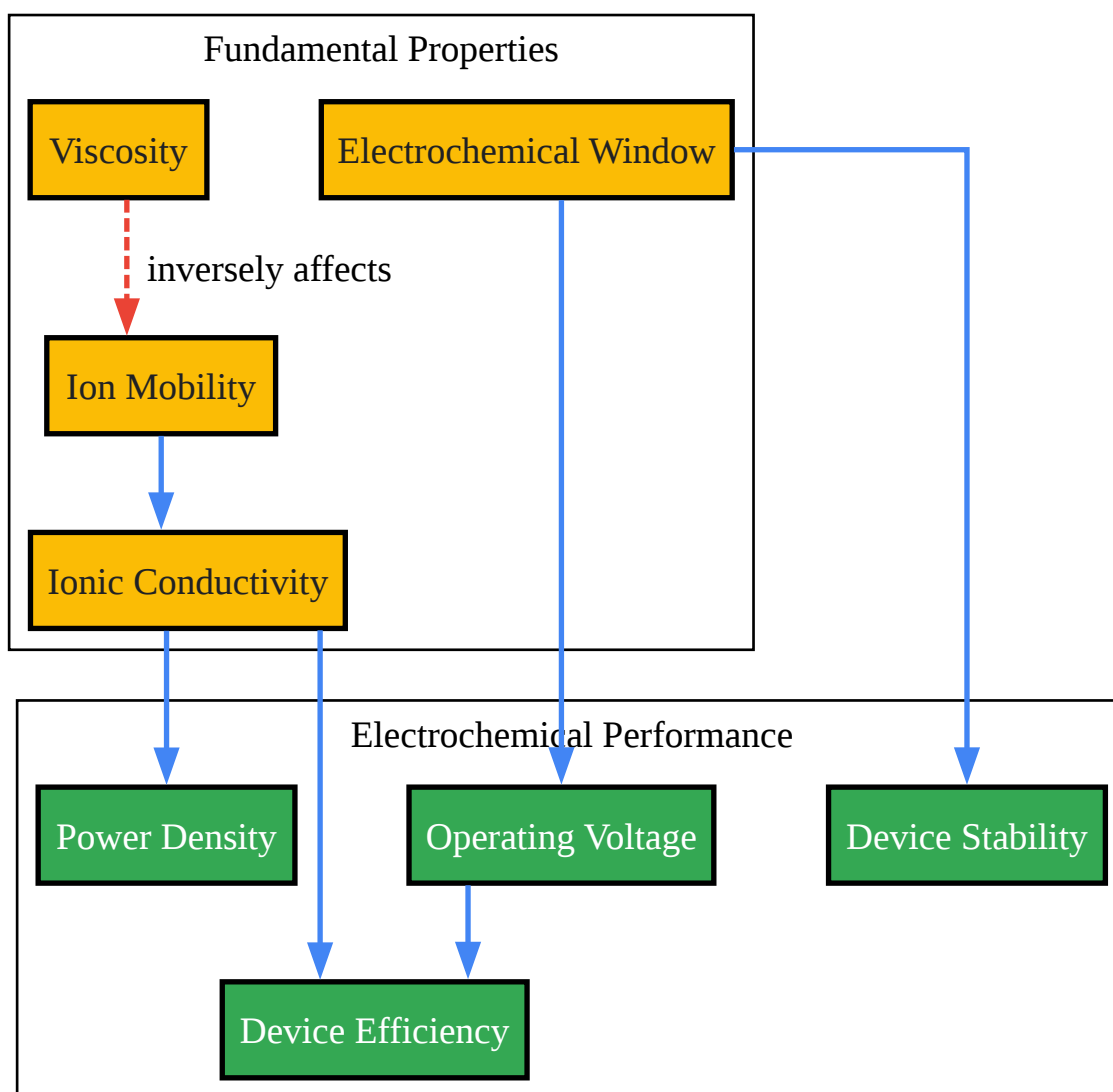 Fundamental Properties
Viscosity
Electrochemical Window
inversely affects
Ion Mobility
Ionic Conductivity
Electrochemical Performance
Power Density
Operating Voltage
Device Stability
Device Efficiency